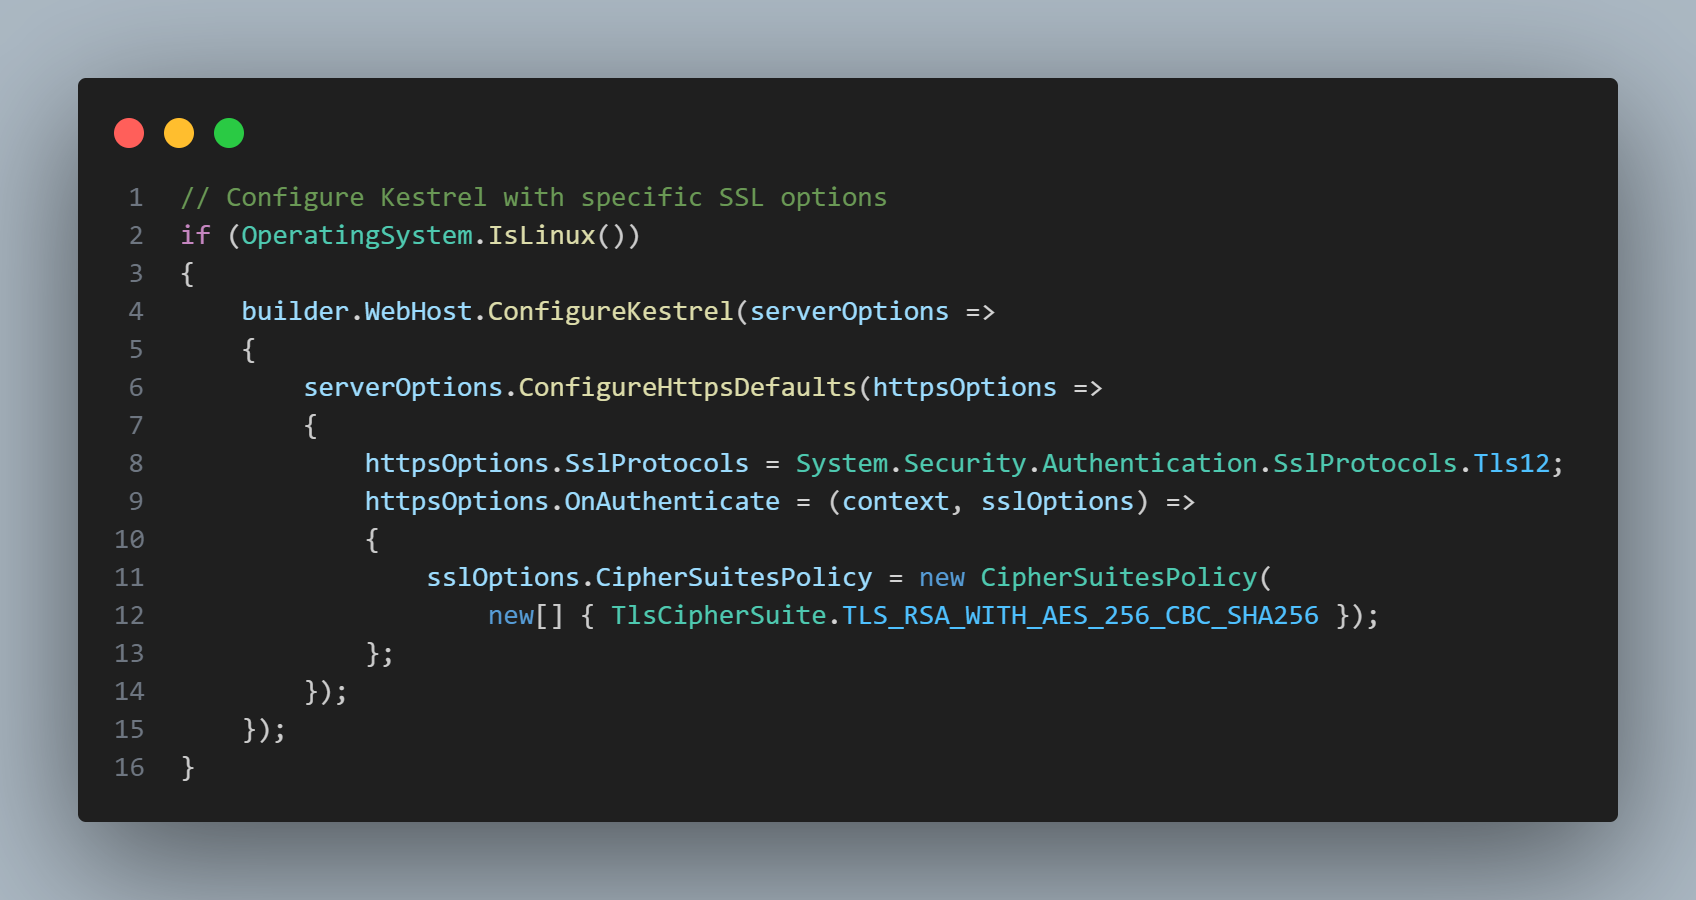 1 // Configure Kestrel with specific SSL options
2 if (OperatingSystem.IsLinux())
3 {
4     builder.WebHost.ConfigureKestrel(serverOptions =>
5     {
6         serverOptions.ConfigureHttpsDefaults(httpsOptions =>
7         {
8             httpsOptions.SslProtocols = System.Security.Authentication.SslProtocols.Tls12;
9             httpsOptions.OnAuthenticate = (context, sslOptions) =>
10             {
11                 sslOptions.CipherSuitesPolicy = new CipherSuitesPolicy(
12                     new[] { TlsCipherSuite.TLS_RSA_WITH_AES_256_CBC_SHA256 });
13             };
14         });
15     });
16 }